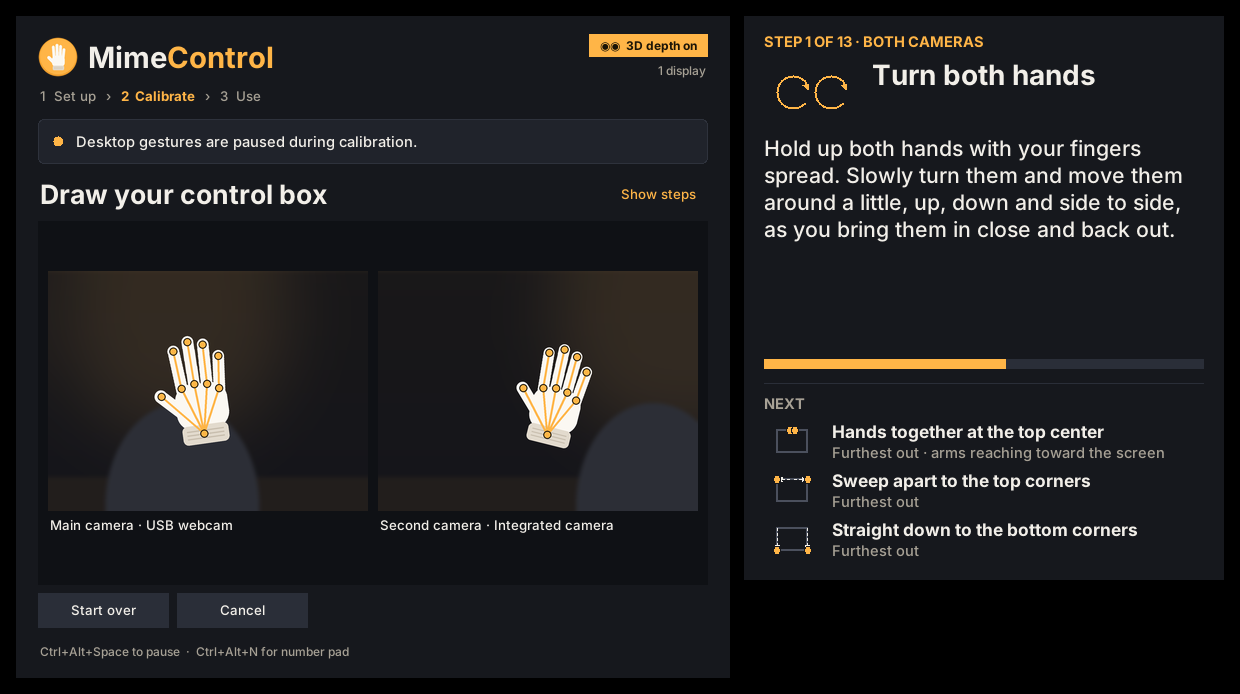 MimeControl
3D depth on
1 display
1 Set up › 2 Calibrate › 3 Use
Desktop gestures are paused during calibration.
Draw your control box
Show steps
Main camera · USB webcam
Second camera · Integrated camera
Start over
Cancel
Ctrl+Alt+Space to pause · Ctrl+Alt+N for number pad
STEP 1 OF 13 · BOTH CAMERAS
Turn both hands
Hold up both hands with your fingers
spread. Slowly turn them and move them
around a little, up, down and side to side,
as you bring them in close and back out.
NEXT
Hands together at the top center
Furthest out · arms reaching toward the screen
Sweep apart to the top corners
Furthest out
Straight down to the bottom corners
Furthest out